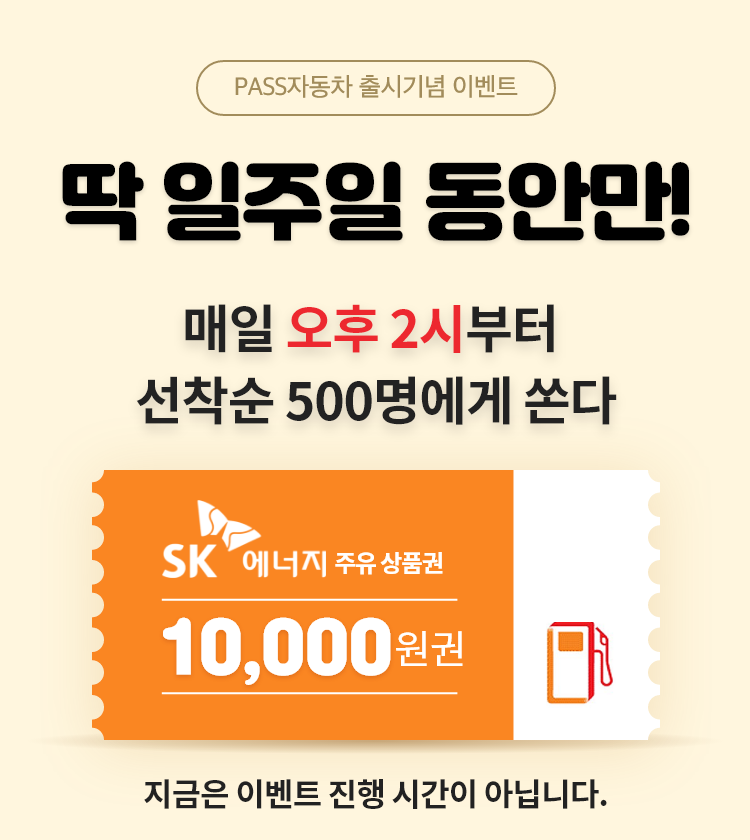 PASS자동차 출시기념 이벤트
딱 일주일 동안만!
매일 오후 2시부터
선착순 500명에게 쏜다
SK에너지 주유 상품권
10,000원권
지금은 이벤트 진행 시간이 아닙니다.